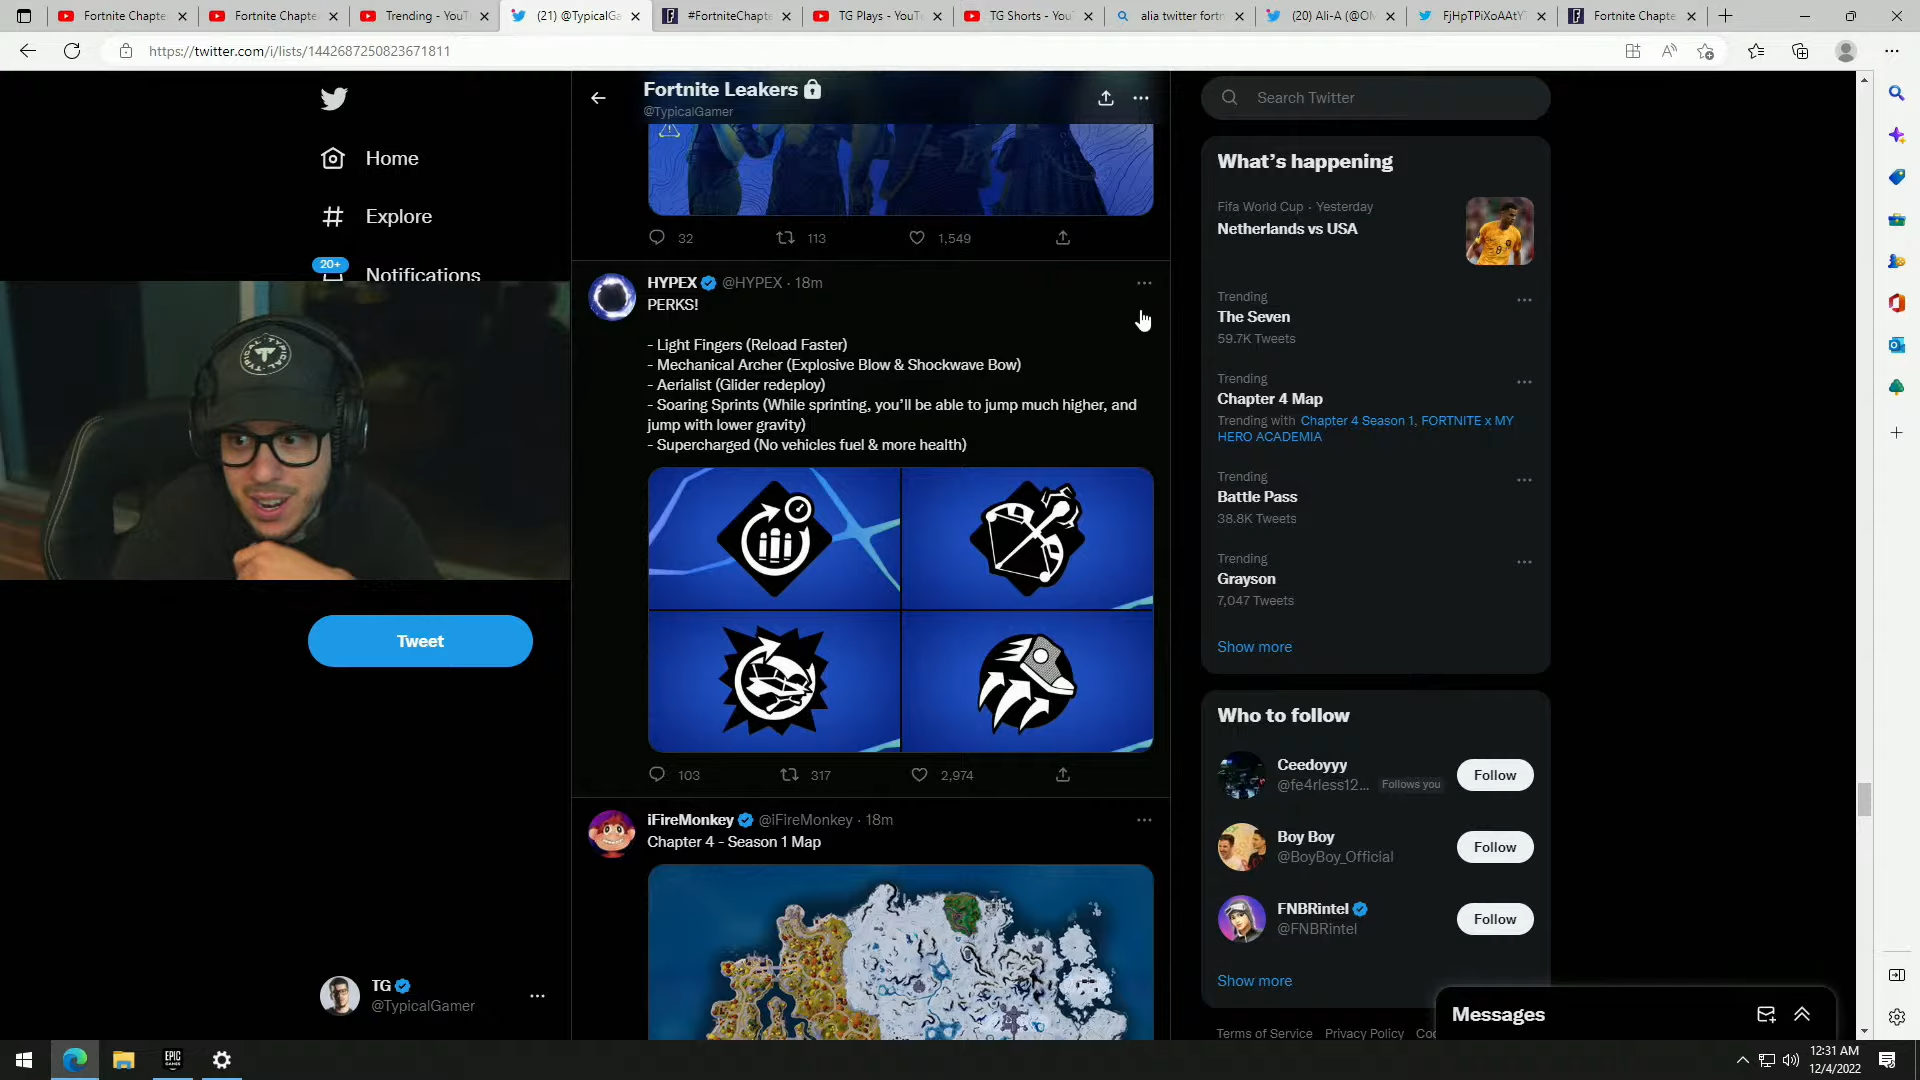 Fortnite Chapte
Fortnite Chapte
Trending - YouT
(21) @TypicalGa
#FortniteChapte
TG Plays - YouTu
TG Shorts - You
alia twitter fortn
(20) Ali-A (@OM
FjHpTPiXoAAtY
Fortnite Chapte
https://twitter.com/i/lists/1442687250823671811
Home
Explore
20+
Notifications
TYPICAL
Tweet
TG
@TypicalGamer
Fortnite Leakers
@TypicalGamer
32
113
1,549
HYPEX @HYPEX · 18m
PERKS!
- Light Fingers (Reload Faster)
- Mechanical Archer (Explosive Blow & Shockwave Bow)
- Aerialist (Glider redeploy)
- Soaring Sprints (While sprinting, you’ll be able to jump much higher, and
jump with lower gravity)
- Supercharged (No vehicles fuel & more health)
103
317
2,974
iFireMonkey @iFireMonkey · 18m
Chapter 4 - Season 1 Map
Search Twitter
What’s happening
Fifa World Cup · Yesterday
Netherlands vs USA
Trending
The Seven
59.7K Tweets
Trending
Chapter 4 Map
Trending with Chapter 4 Season 1, FORTNITE x MY
HERO ACADEMIA
Trending
Battle Pass
38.8K Tweets
Trending
Grayson
7,047 Tweets
Show more
Who to follow
Ceedoyyy
@fe4rless12... Follows you
Follow
Boy Boy
@BoyBoy_Official
Follow
FNBRintel
@FNBRintel
Follow
Show more
Terms of Service Privacy Policy Coo
Messages
EPIC
GAMES
12:31 AM
12/4/2022